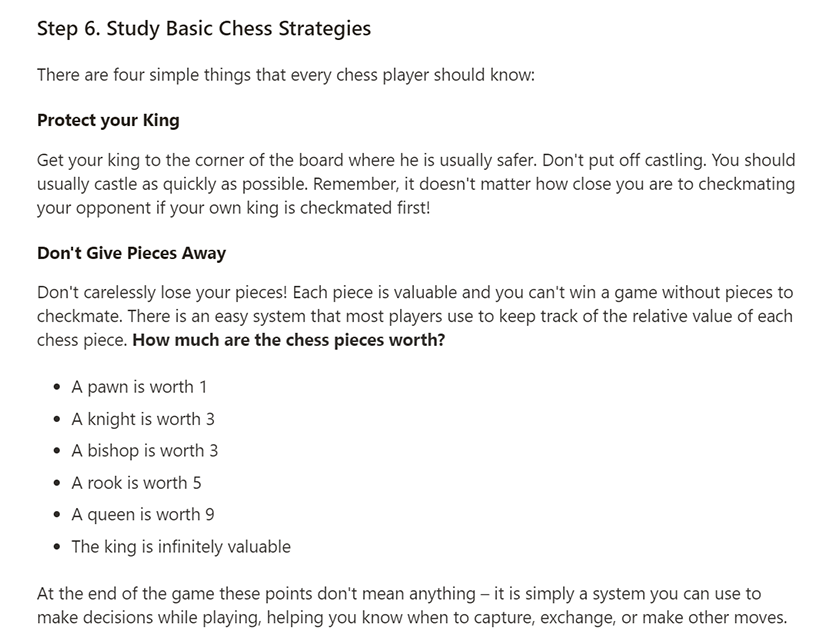 Step 6. Study Basic Chess Strategies
There are four simple things that every chess player should know:
Protect your King
Get your king to the corner of the board where he is usually safer. Don't put off castling. You should
usually castle as quickly as possible. Remember, it doesn't matter how close you are to checkmating
your opponent if your own king is checkmated first!
Don't Give Pieces Away
Don't carelessly lose your pieces! Each piece is valuable and you can't win a game without pieces to
checkmate. There is an easy system that most players use to keep track of the relative value of each
chess piece. How much are the chess pieces worth?
• A pawn is worth 1
• A knight is worth 3
• A bishop is worth 3
• A rook is worth 5
• A queen is worth 9
• The king is infinitely valuable
At the end of the game these points don't mean anything – it is simply a system you can use to
make decisions while playing, helping you know when to capture, exchange, or make other moves.